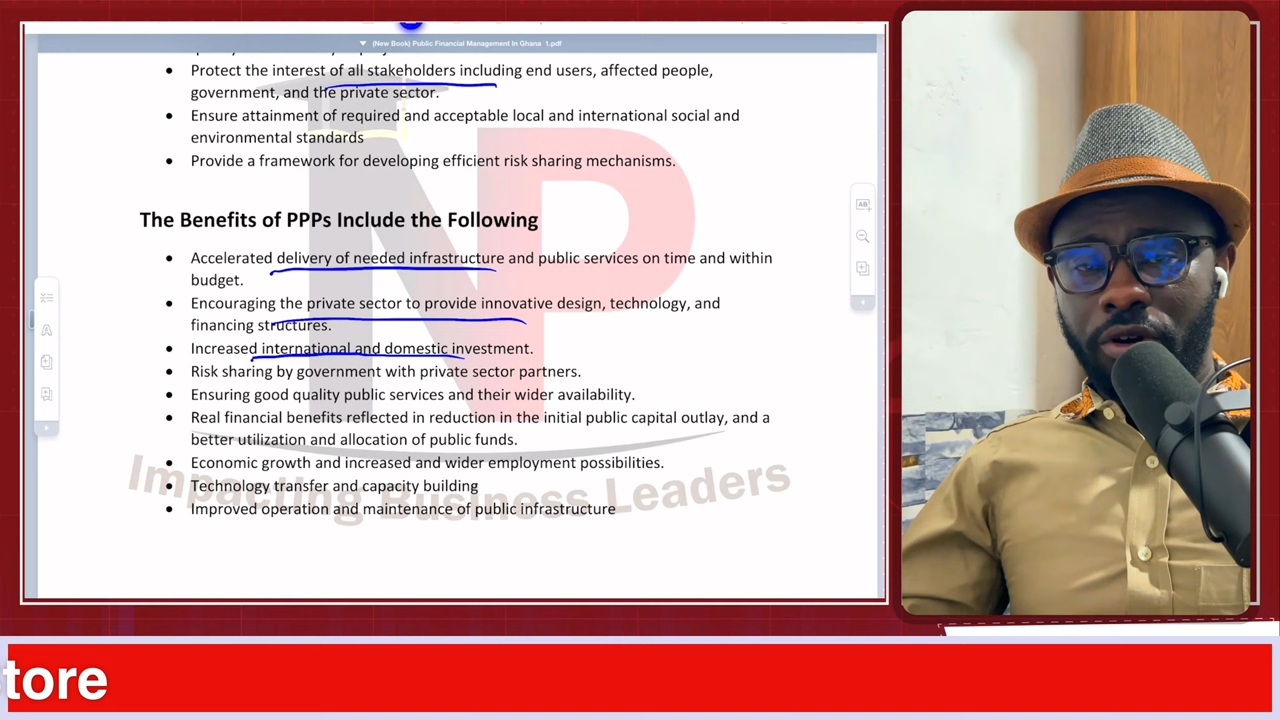 (New Book) Public Financial Management In Ghana 1.pdf
• Protect the interest of all stakeholders including end users, affected people,
government, and the private sector.
• Ensure attainment of required and acceptable local and international social and
environmental standards
• Provide a framework for developing efficient risk sharing mechanisms.
The Benefits of PPPs Include the Following
• Accelerated delivery of needed infrastructure and public services on time and within
budget.
• Encouraging the private sector to provide innovative design, technology, and
financing structures.
• Increased international and domestic investment.
• Risk sharing by government with private sector partners.
• Ensuring good quality public services and their wider availability.
• Real financial benefits reflected in reduction in the initial public capital outlay, and a
better utilization and allocation of public funds.
• Economic growth and increased and wider employment possibilities.
• Technology transfer and capacity building
• Improved operation and maintenance of public infrastructure
NP
Impacting Business Leaders
AB
A
tore